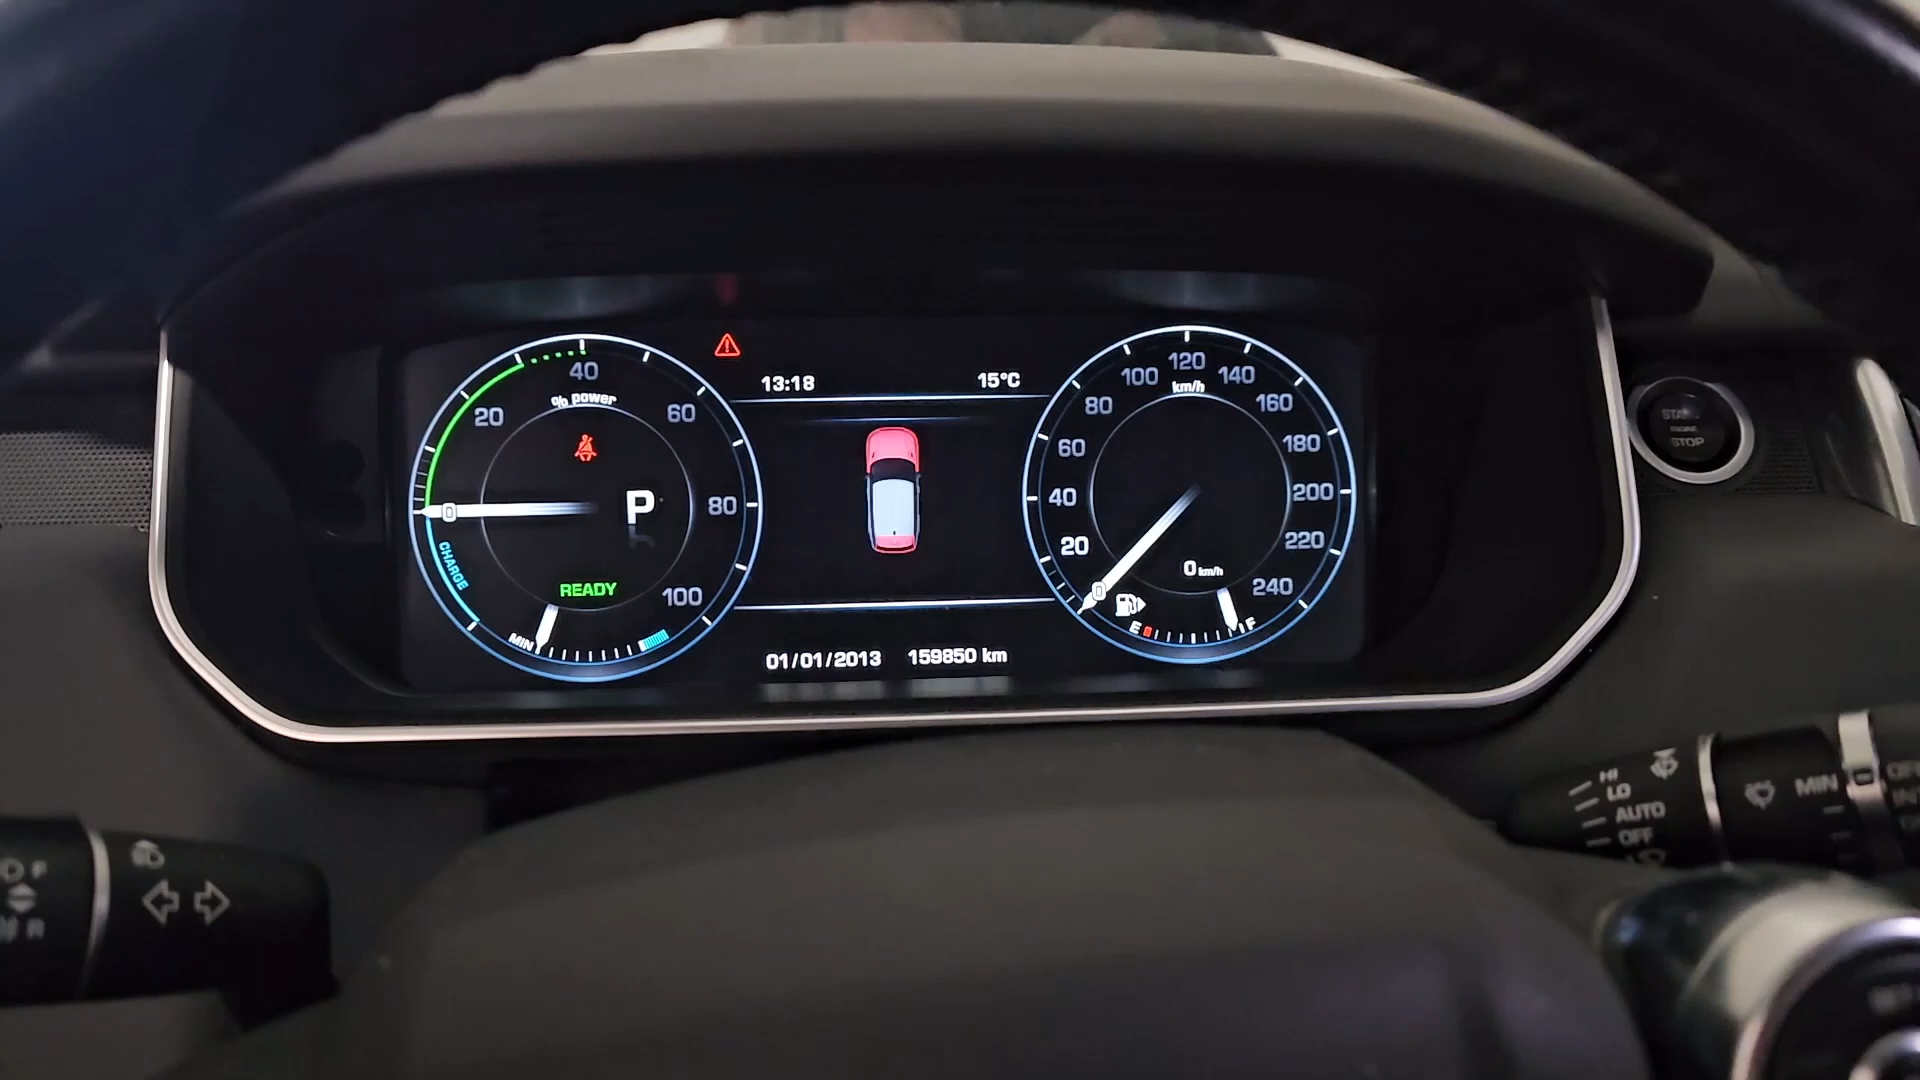 13:18
15°C
20
40
60
80
100
% power
P
0
CHARGE
READY
MIN
0
20
40
60
80
100
120
140
160
180
200
220
240
km/h
0 km/h
E
F
01/01/2013
159850 km
ENGINE
STOP
HI
LO
AUTO
OFF
MIN
F
R